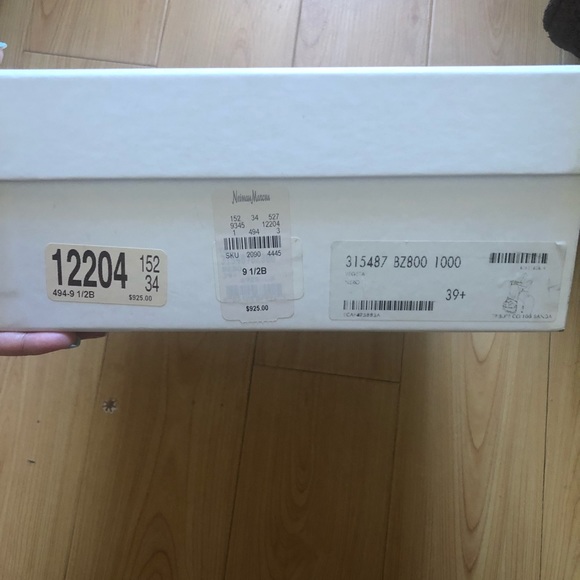 12204 152
34
494-9 1/2B
$925.00
Neiman Marcus
152 34 527
9345 12204
1 494 3
SKU 2090 4445
9 1/2B
$925.00
315487 BZ800 1000
39+